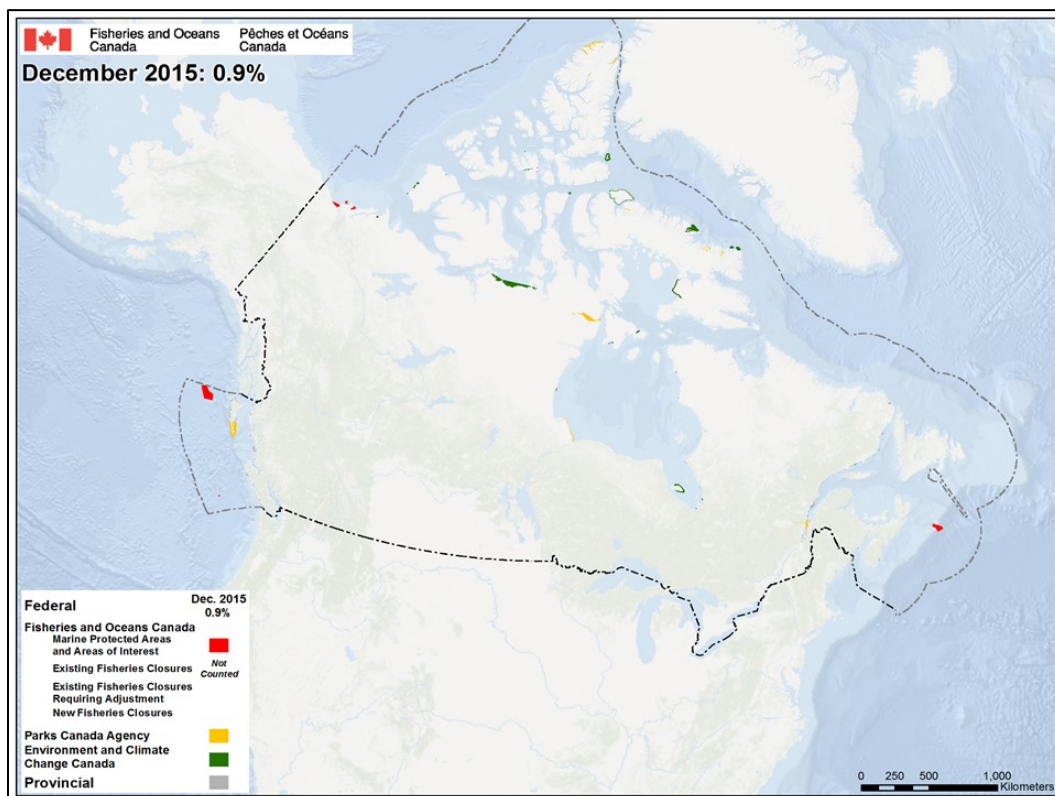 Fisheries and Oceans Pêches et Océans
Canada Canada
December 2015: 0.9%
Federal Dec. 2015
0.9%
Fisheries and Oceans Canada
Marine Protected Areas
and Areas of Interest
Existing Fisheries Closures Not
Counted
Existing Fisheries Closures
Requiring Adjustment
New Fisheries Closures
Parks Canada Agency
Environment and Climate
Change Canada
Provincial
0 250 500 1,000
Kilometers